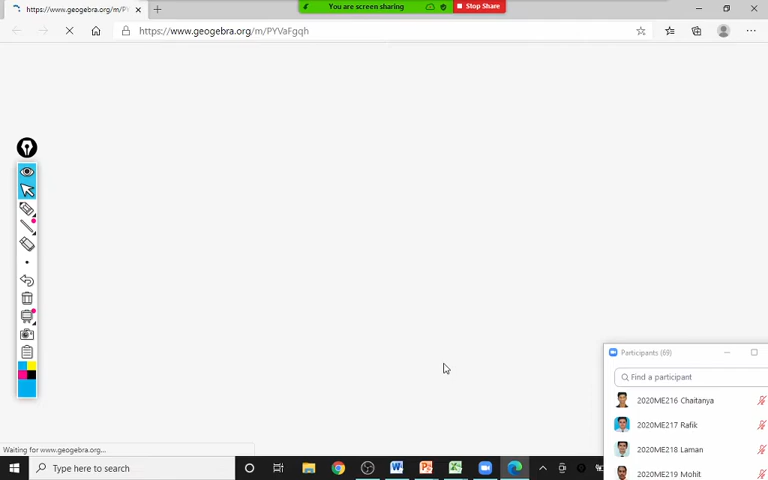 https://www.geogebra.org/m/P
You are screen sharing
Stop Share
https://www.geogebra.org/m/PYVaFgqh
Participants (69)
Find a participant
2020ME216 Chaitanya
2020ME217 Rafik
2020ME218 Laman
2020ME219 Mohit
Waiting for www.geogebra.org...
Type here to search